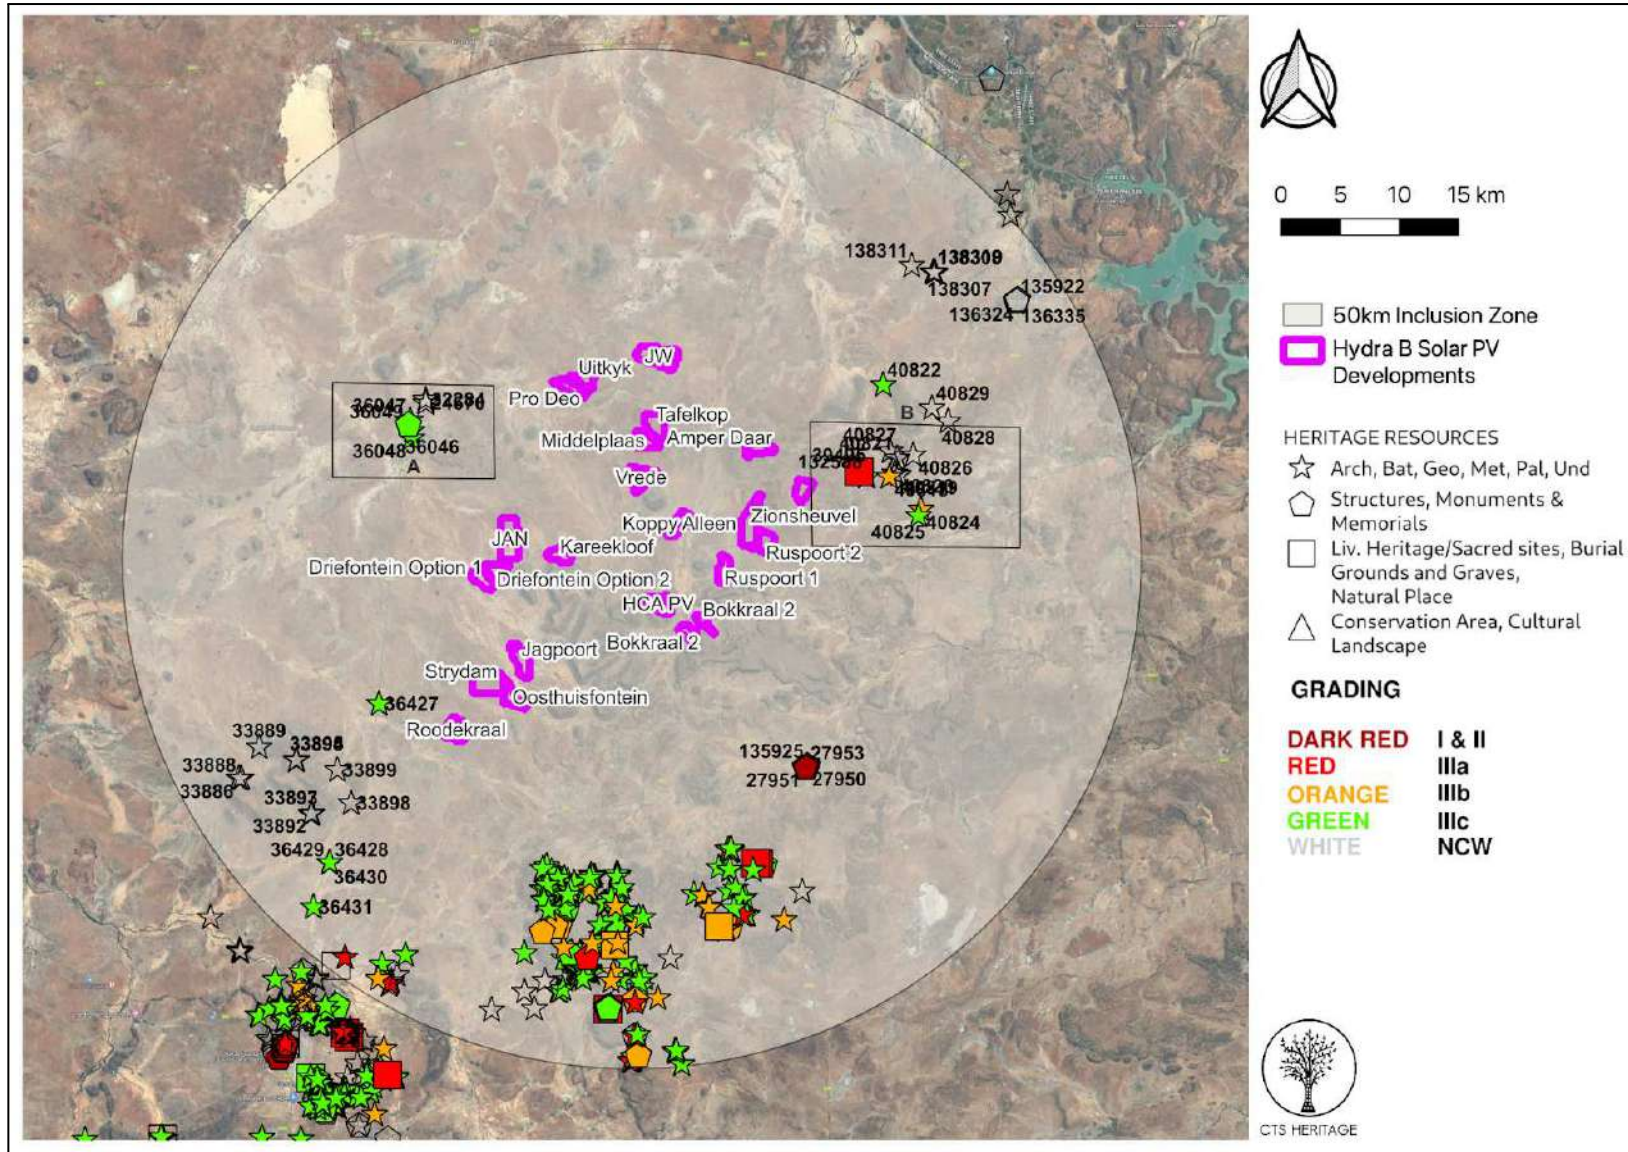 138311
138309
138307
135922
136324
136335
JW
Uitkyk
Pro Deo
40822
40829
B
36047
32284
24670
36049
36048
36046
A
Tafelkop
Middelplaas
Amper Daar
40827
40828
40821
39406
132586
40826
Vrede
Koppy Alleen
Zionsheuvel
40825
40824
JAN
Kareekloof
Ruspoort 2
Driefontein Option 1
Driefontein Option 2
Ruspoort 1
HCA PV
Bokkraal 2
Bokkraal 2
Jagpoort
Strydam
Oosthuisfontein
36427
Roodekraal
33889
33888
33899
33886
33897
33898
33892
135925
27953
27951
27950
36429
36428
36430
36431
0 5 10 15 km
50km Inclusion Zone
Hydra B Solar PV
Developments
HERITAGE RESOURCES
Arch, Bat, Geo, Met, Pal, Und
Structures, Monuments &
Memorials
Liv. Heritage/Sacred sites, Burial
Grounds and Graves,
Natural Place
Conservation Area, Cultural
Landscape
GRADING
DARK RED I & II
RED IIIa
ORANGE IIIb
GREEN IIIc
WHITE NCW
CTS HERITAGE